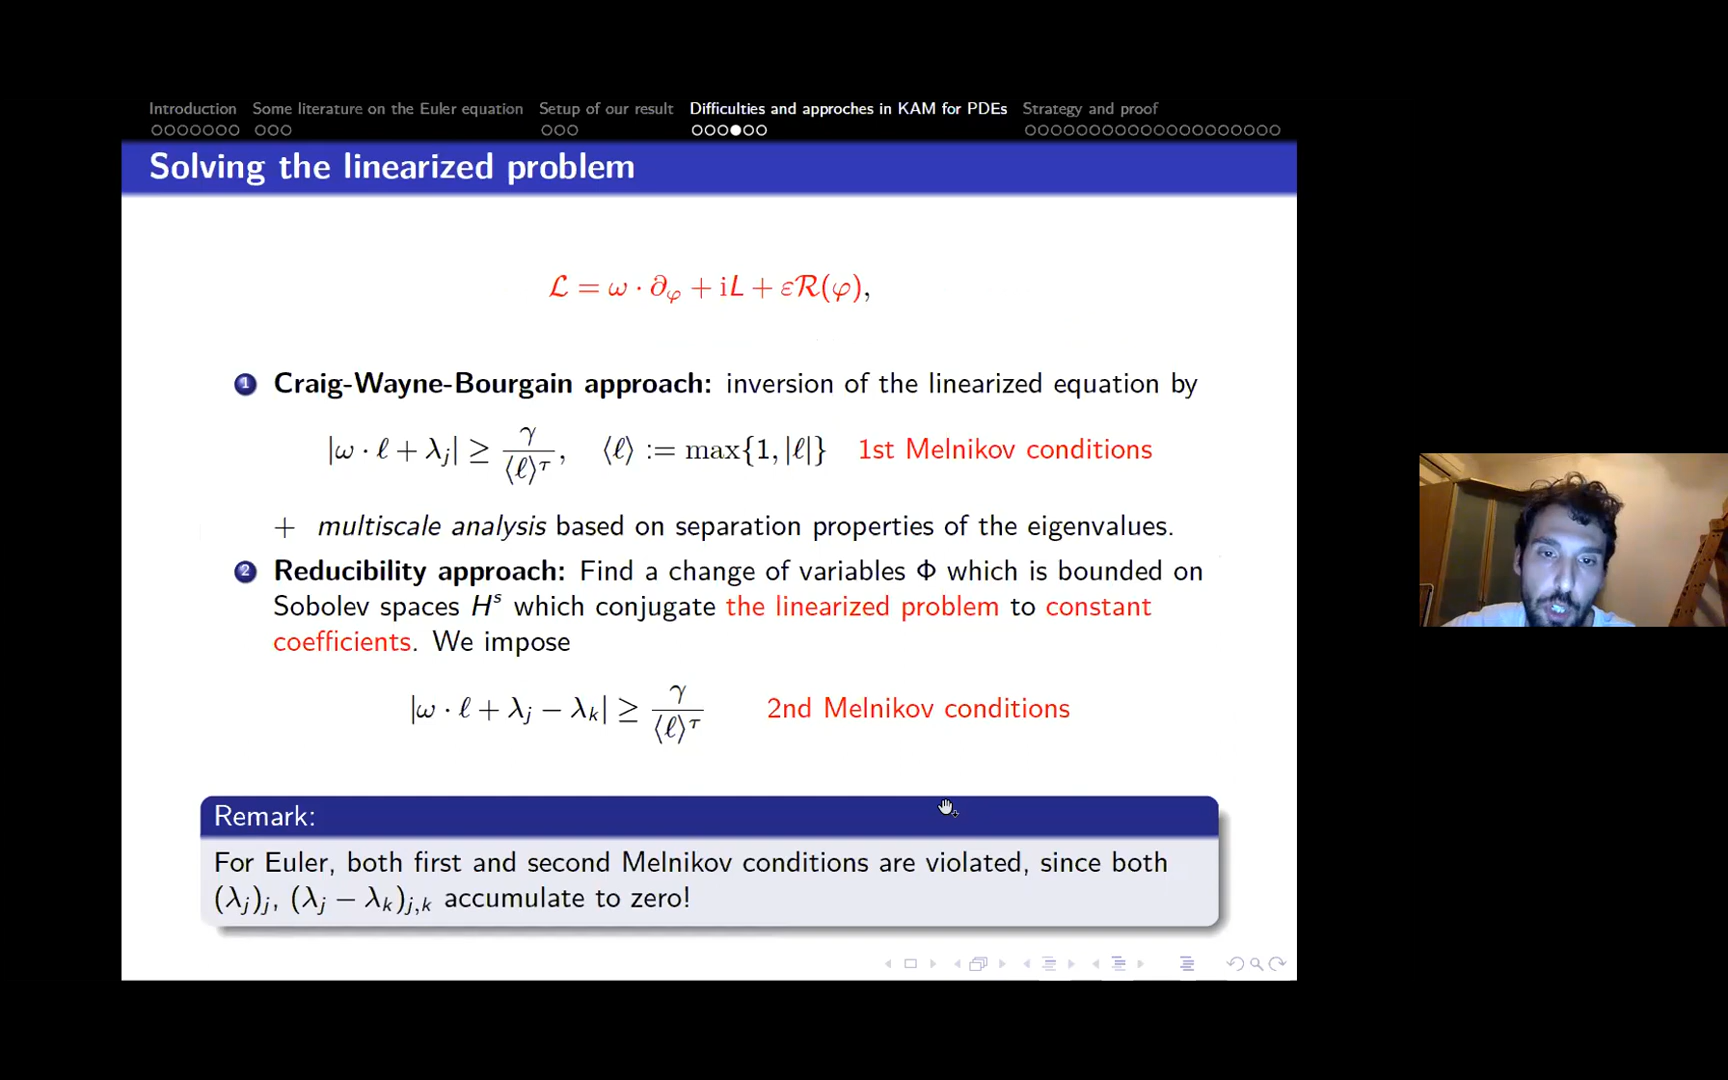 Introduction Some literature on the Euler equation Setup of our result Difficulties and approches in KAM for PDEs Strategy and proof
Solving the linearized problem
ℒ = ω · ∂_φ + iL + εℛ(φ),
1 Craig-Wayne-Bourgain approach: inversion of the linearized equation by
|ω · ℓ + λ_j| ≥ γ/⟨ℓ⟩^τ, ⟨ℓ⟩ := max{1, |ℓ|} 1st Melnikov conditions
+ multiscale analysis based on separation properties of the eigenvalues.
2 Reducibility approach: Find a change of variables Φ which is bounded on
Sobolev spaces H^s which conjugate the linearized problem to constant
coefficients. We impose
|ω · ℓ + λ_j − λ_k| ≥ γ/⟨ℓ⟩^τ 2nd Melnikov conditions
Remark:
For Euler, both first and second Melnikov conditions are violated, since both
(λ_j)_j, (λ_j − λ_k)_{j,k} accumulate to zero!